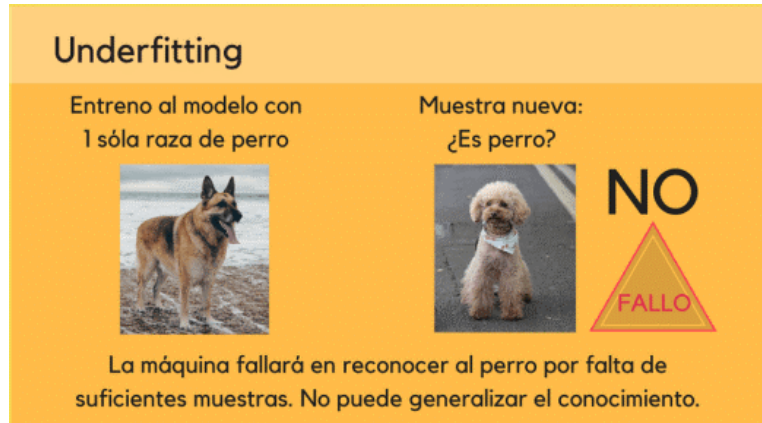 Underfitting
Entreno al modelo con
1 sóla raza de perro
Muestra nueva:
¿Es perro?
NO
FALLO
La máquina fallará en reconocer al perro por falta de
suficientes muestras. No puede generalizar el conocimiento.